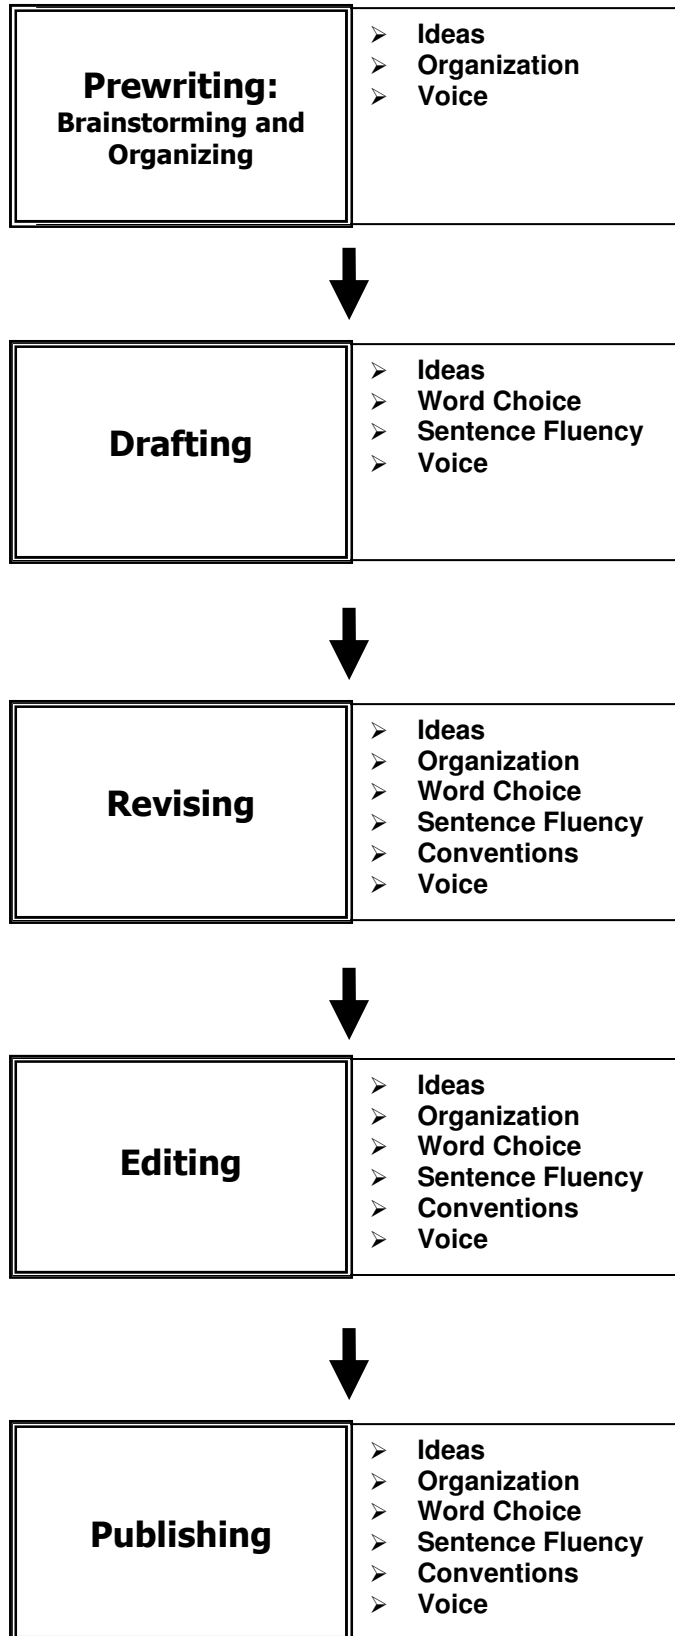 Prewriting:
Brainstorming and
Organizing
➢ Ideas
➢ Organization
➢ Voice
Drafting
➢ Ideas
➢ Word Choice
➢ Sentence Fluency
➢ Voice
Revising
➢ Ideas
➢ Organization
➢ Word Choice
➢ Sentence Fluency
➢ Conventions
➢ Voice
Editing
➢ Ideas
➢ Organization
➢ Word Choice
➢ Sentence Fluency
➢ Conventions
➢ Voice
Publishing
➢ Ideas
➢ Organization
➢ Word Choice
➢ Sentence Fluency
➢ Conventions
➢ Voice